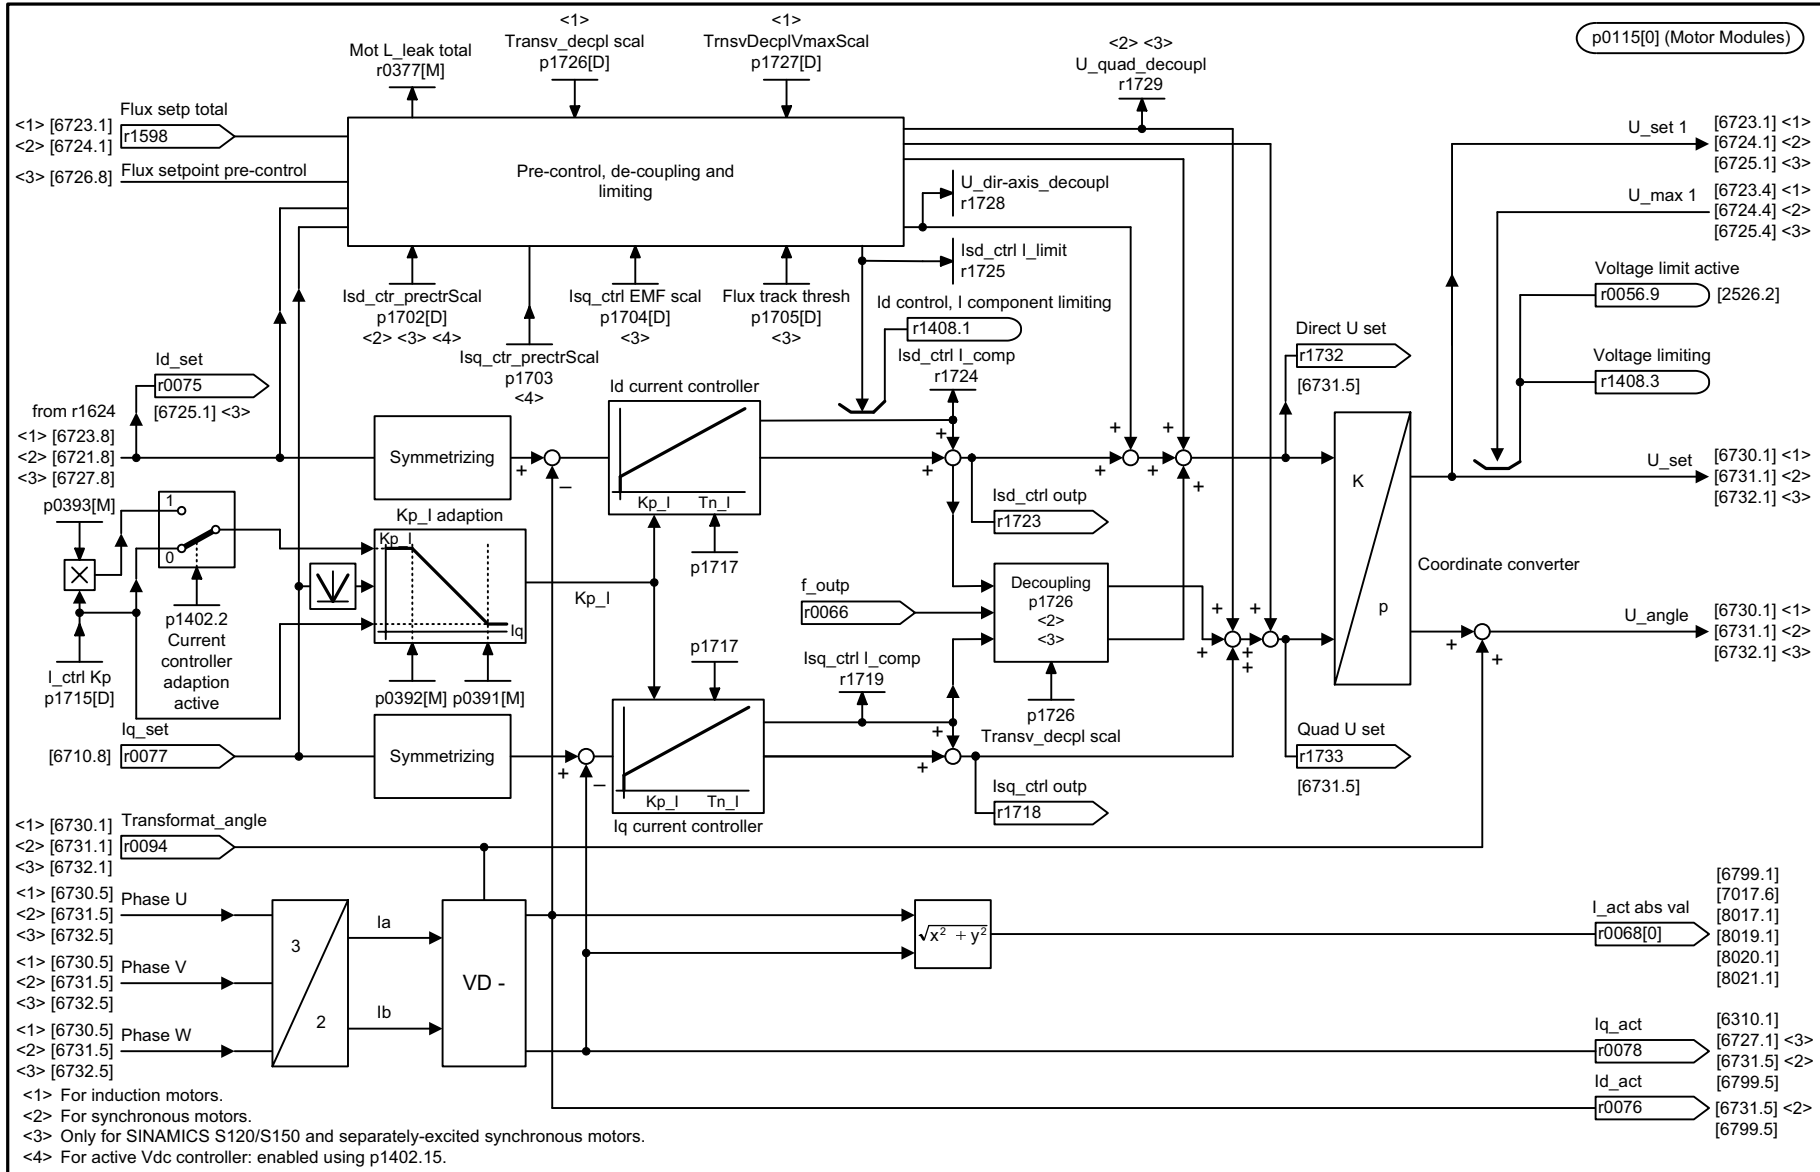 <1>
Transv_decpl scal
p1726[D]
<1>
TrnsvDecplVmaxScal
p1727[D]
Mot L_leak total
r0377[M]
<2> <3>
U_quad_decoupl
r1729
p0115[0] (Motor Modules)
Flux setp total
<1> [6723.1]
<2> [6724.1]
r1598
<3> [6726.8]
Flux setpoint pre-control
Pre-control, de-coupling and
limiting
U_dir-axis_decoupl
r1728
Isd_ctrl I_limit
r1725
U_set 1
[6723.1] <1>
[6724.1] <2>
[6725.1] <3>
U_max 1
[6723.4] <1>
[6724.4] <2>
[6725.4] <3>
Isd_ctr_prectrScal
p1702[D]
<2> <3> <4>
Isq_ctr_prectrScal
p1703
<4>
Isq_ctrl EMF scal
p1704[D]
<3>
Flux track thresh
p1705[D]
<3>
Id control, I component limiting
r1408.1
Isd_ctrl I_comp
r1724
Voltage limit active
r0056.9
[2526.2]
Voltage limiting
r1408.3
Direct U set
r1732
[6731.5]
Id_set
r0075
[6725.1] <3>
from r1624
<1> [6723.8]
<2> [6721.8]
<3> [6727.8]
Symmetrizing
+
–
Id current controller
Kp_I
Tn_I
p1717
+
+
+
+
+
+
+
Isd_ctrl outp
r1723
K
p
Coordinate converter
U_set
[6730.1] <1>
[6731.1] <2>
[6732.1] <3>
p0393[M]
×
1
0
p1402.2
Current
controller
adaption
active
I_ctrl Kp
p1715[D]
Kp_I adaption
Kp_I
Iq
p0392[M]
p0391[M]
Kp_I
f_outp
r0066
Decoupling
p1726
<2>
<3>
p1726
Transv_decpl scal
+
+
+
+
+
U_angle
[6730.1] <1>
[6731.1] <2>
[6732.1] <3>
+
+
p1717
Isq_ctrl I_comp
r1719
Iq_set
[6710.8]
r0077
Symmetrizing
+
–
Kp_I
Tn_I
Iq current controller
+
+
Isq_ctrl outp
r1718
Quad U set
r1733
[6731.5]
Transformat_angle
<1> [6730.1]
<2> [6731.1]
<3> [6732.1]
r0094
<1> [6730.5]
<2> [6731.5]
<3> [6732.5]
Phase U
<1> [6730.5]
<2> [6731.5]
<3> [6732.5]
Phase V
<1> [6730.5]
<2> [6731.5]
<3> [6732.5]
Phase W
3
2
Ia
Ib
VD -
√x² + y²
I_act abs val
r0068[0]
[6799.1]
[7017.6]
[8017.1]
[8019.1]
[8020.1]
[8021.1]
Iq_act
r0078
[6310.1]
[6727.1] <3>
[6731.5] <2>
[6799.5]
Id_act
r0076
[6731.5] <2>
[6799.5]
<1> For induction motors.
<2> For synchronous motors.
<3> Only for SINAMICS S120/S150 and separately-excited synchronous motors.
<4> For active Vdc controller: enabled using p1402.15.